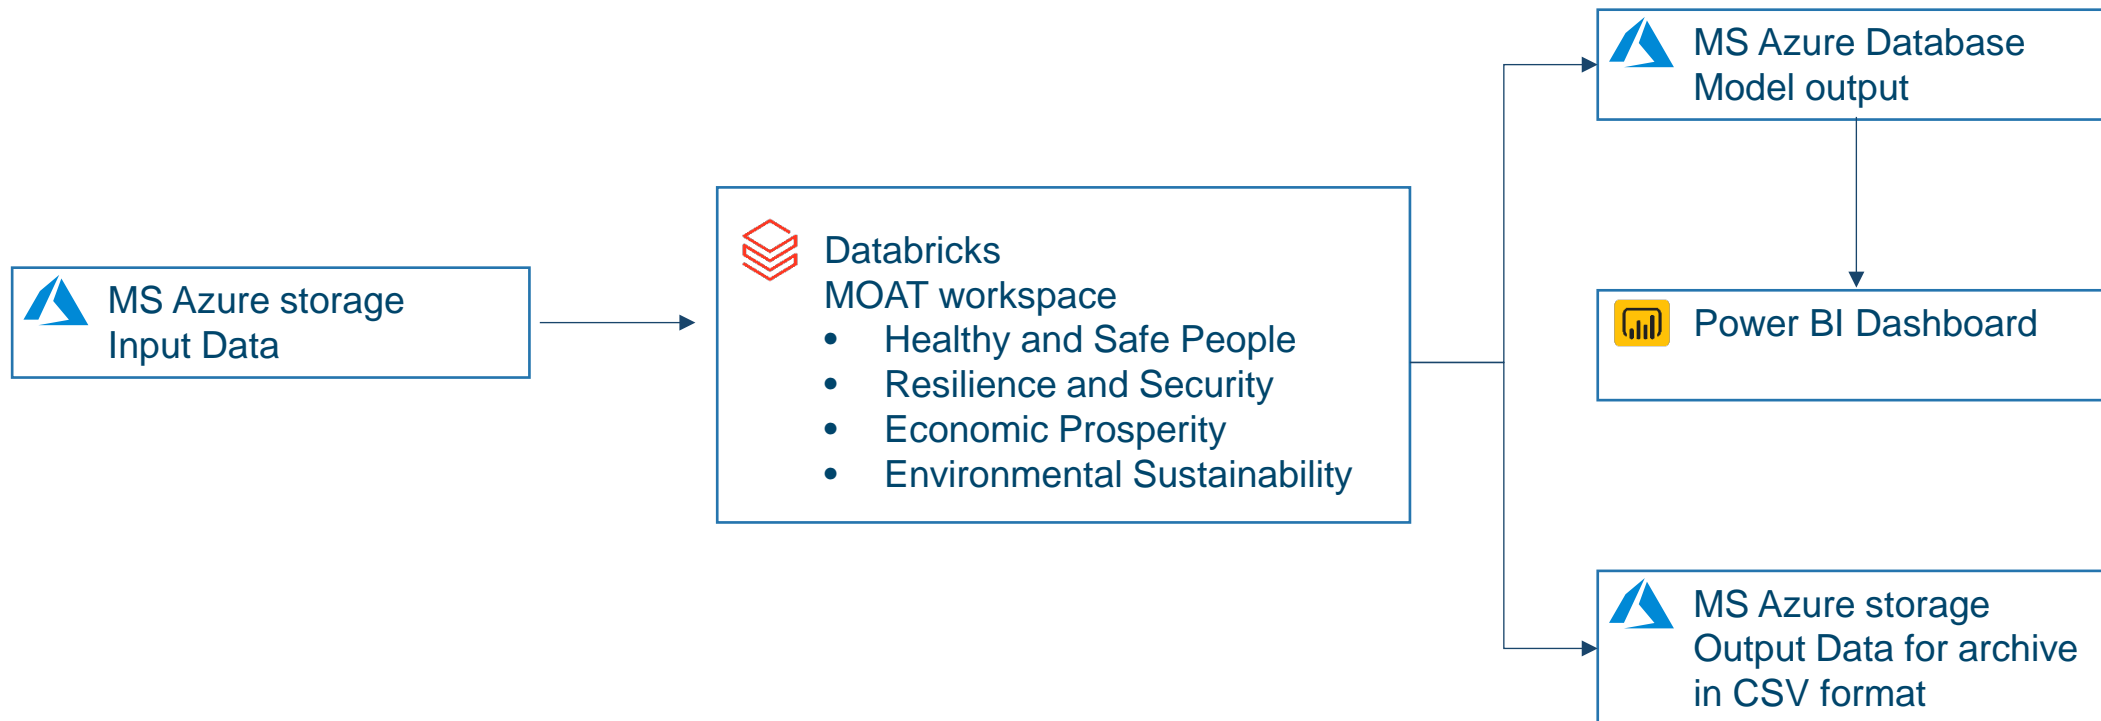 MS Azure storage
Input Data
Databricks
MOAT workspace
• Healthy and Safe People
• Resilience and Security
• Economic Prosperity
• Environmental Sustainability
MS Azure Database
Model output
Power BI Dashboard
MS Azure storage
Output Data for archive
in CSV format